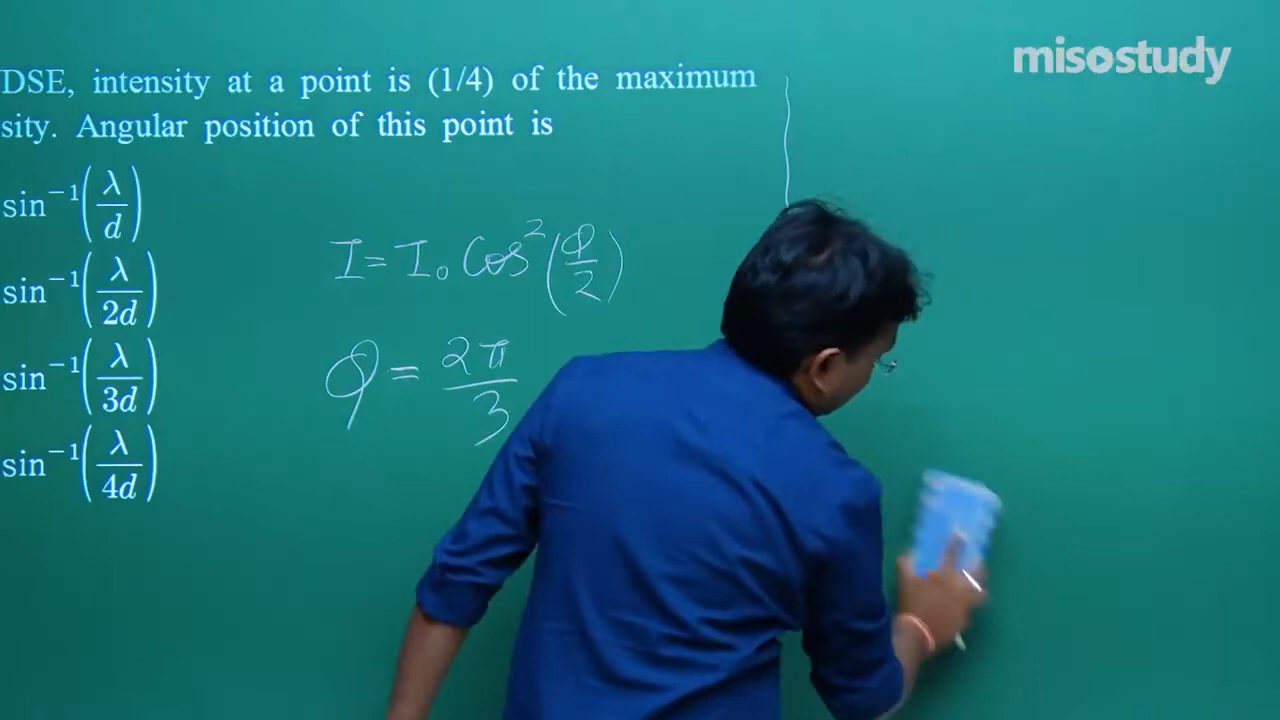 misostudy
DSE, intensity at a point is (1/4) of the maximum
sity. Angular position of this point is
sin⁻¹(λ/d)
sin⁻¹(λ/2d)
sin⁻¹(λ/3d)
sin⁻¹(λ/4d)
I = I₀ Cos²(φ/2)
φ = 2π/3